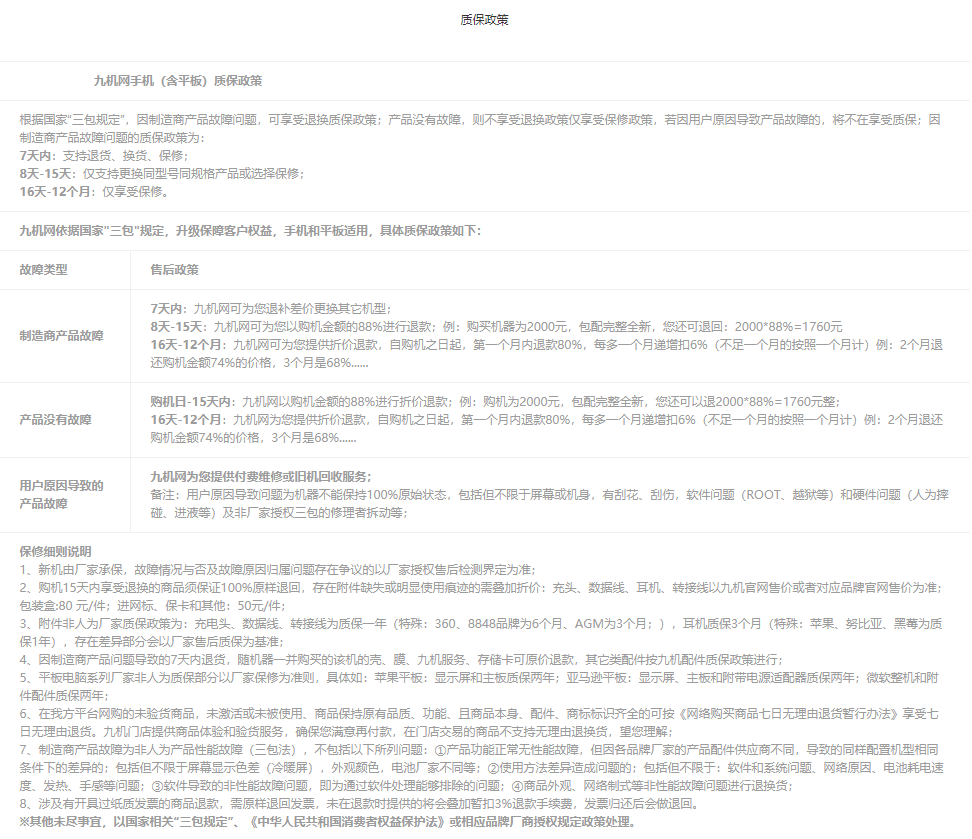 质保政策
九机网手机（含平板）质保政策
根据国家“三包规定”，因制造商产品故障问题，可享受退换质保政策；产品没有故障，则不享受退换政策仅享受保修政策，若因用户原因导致产品故障的，将不在享受质保；因
制造商产品故障问题的质保政策为：
7天内：支持退货、换货、保修；
8天-15天：仅支持更换同型号同规格产品或选择保修；
16天-12个月：仅享受保修。
九机网依据国家"三包"规定，升级保障客户权益，手机和平板适用，具体质保政策如下：
故障类型
售后政策
制造商产品故障
7天内：九机网可为您退补差价更换其它机型；
8天-15天：九机网可为您以购机金额的88%进行退款；例：购买机器为2000元，包配完整全新，您还可退回：2000*88%=1760元
16天-12个月：九机网可为您提供折价退款，自购机之日起，第一个月内退款80%，每多一个月递增扣6%（不足一个月的按照一个月计）例：2个月退
还购机金额74%的价格，3个月是68%......
产品没有故障
购机日-15天内：九机网以购机金额的88%进行折价退款；例：购机为2000元，包配完整全新，您还可以退2000*88%=1760元整；
16天-12个月：九机网为您提供折价退款，自购机之日起，第一个月内退款80%，每多一个月递增扣6%（不足一个月的按照一个月计）例：2个月退还
购机金额74%的价格，3个月是68%......
用户原因导致的
产品故障
九机网为您提供付费维修或旧机回收服务；
备注：用户原因导致问题为机器不能保持100%原始状态，包括但不限于屏幕或机身，有刮花、刮伤，软件问题（ROOT、越狱等）和硬件问题（人为摔
碰、进液等）及非厂家授权三包的修理者拆动等；
保修细则说明
1、新机由厂家承保，故障情况与否及故障原因归属问题存在争议的以厂家授权售后检测界定为准；
2、购机15天内享受退换的商品须保证100%原样退回，存在附件缺失或明显使用痕迹的需叠加折价：充头、数据线、耳机、转接线以九机官网售价或者对应品牌官网售价为准；
包装盒:80 元/件；进网标、保卡和其他：50元/件；
3、附件非人为厂家质保政策为：充电头、数据线、转接线为质保一年（特殊：360、8848品牌为6个月、AGM为3个月；），耳机质保3个月（特殊：苹果、努比亚、黑莓为质
保1年），存在差异部分会以厂家售后质保为基准；
4、因制造商产品问题导致的7天内退货，随机器一并购买的该机的壳、膜、九机服务、存储卡可原价退款，其它类配件按九机配件质保政策进行；
5、平板电脑系列厂家非人为质保部分以厂家保修为准则，具体如：苹果平板：显示屏和主板质保两年；亚马逊平板：显示屏、主板和附带电源适配器质保两年；微软整机和附
件配件质保两年；
6、在我方平台网购的未验货商品，未激活或未被使用、商品保持原有品质、功能、且商品本身、配件、商标标识齐全的可按《网络购买商品七日无理由退货暂行办法》享受七
日无理由退货。九机门店提供商品体验和验货服务，确保您满意再付款，在门店交易的商品不支持无理由退换货，望您理解；
7、制造商产品故障为非人为产品性能故障（三包法），不包括以下所列问题：①产品功能正常无性能故障，但因各品牌厂家的产品配件供应商不同，导致的同样配置机型相同
条件下的差异的；包括但不限于屏幕显示色差（冷暖屏），外观颜色，电池厂家不同等；②使用方法差异造成问题的；包括但不限于：软件和系统问题、网络原因、电池耗电速
度、发热、手感等问题；③软件导致的非性能故障问题，即为通过软件处理能够排除的问题；④商品外观、网络制式等非性能故障问题进行退换货；
8、涉及有开具过纸质发票的商品退款，需原样退回发票，未在退款时提供的将会叠加暂扣3%退款手续费，发票归还后会做退回。
※其他未尽事宜，以国家相关“三包规定”、《中华人民共和国消费者权益保护法》或相应品牌厂商授权规定政策处理。